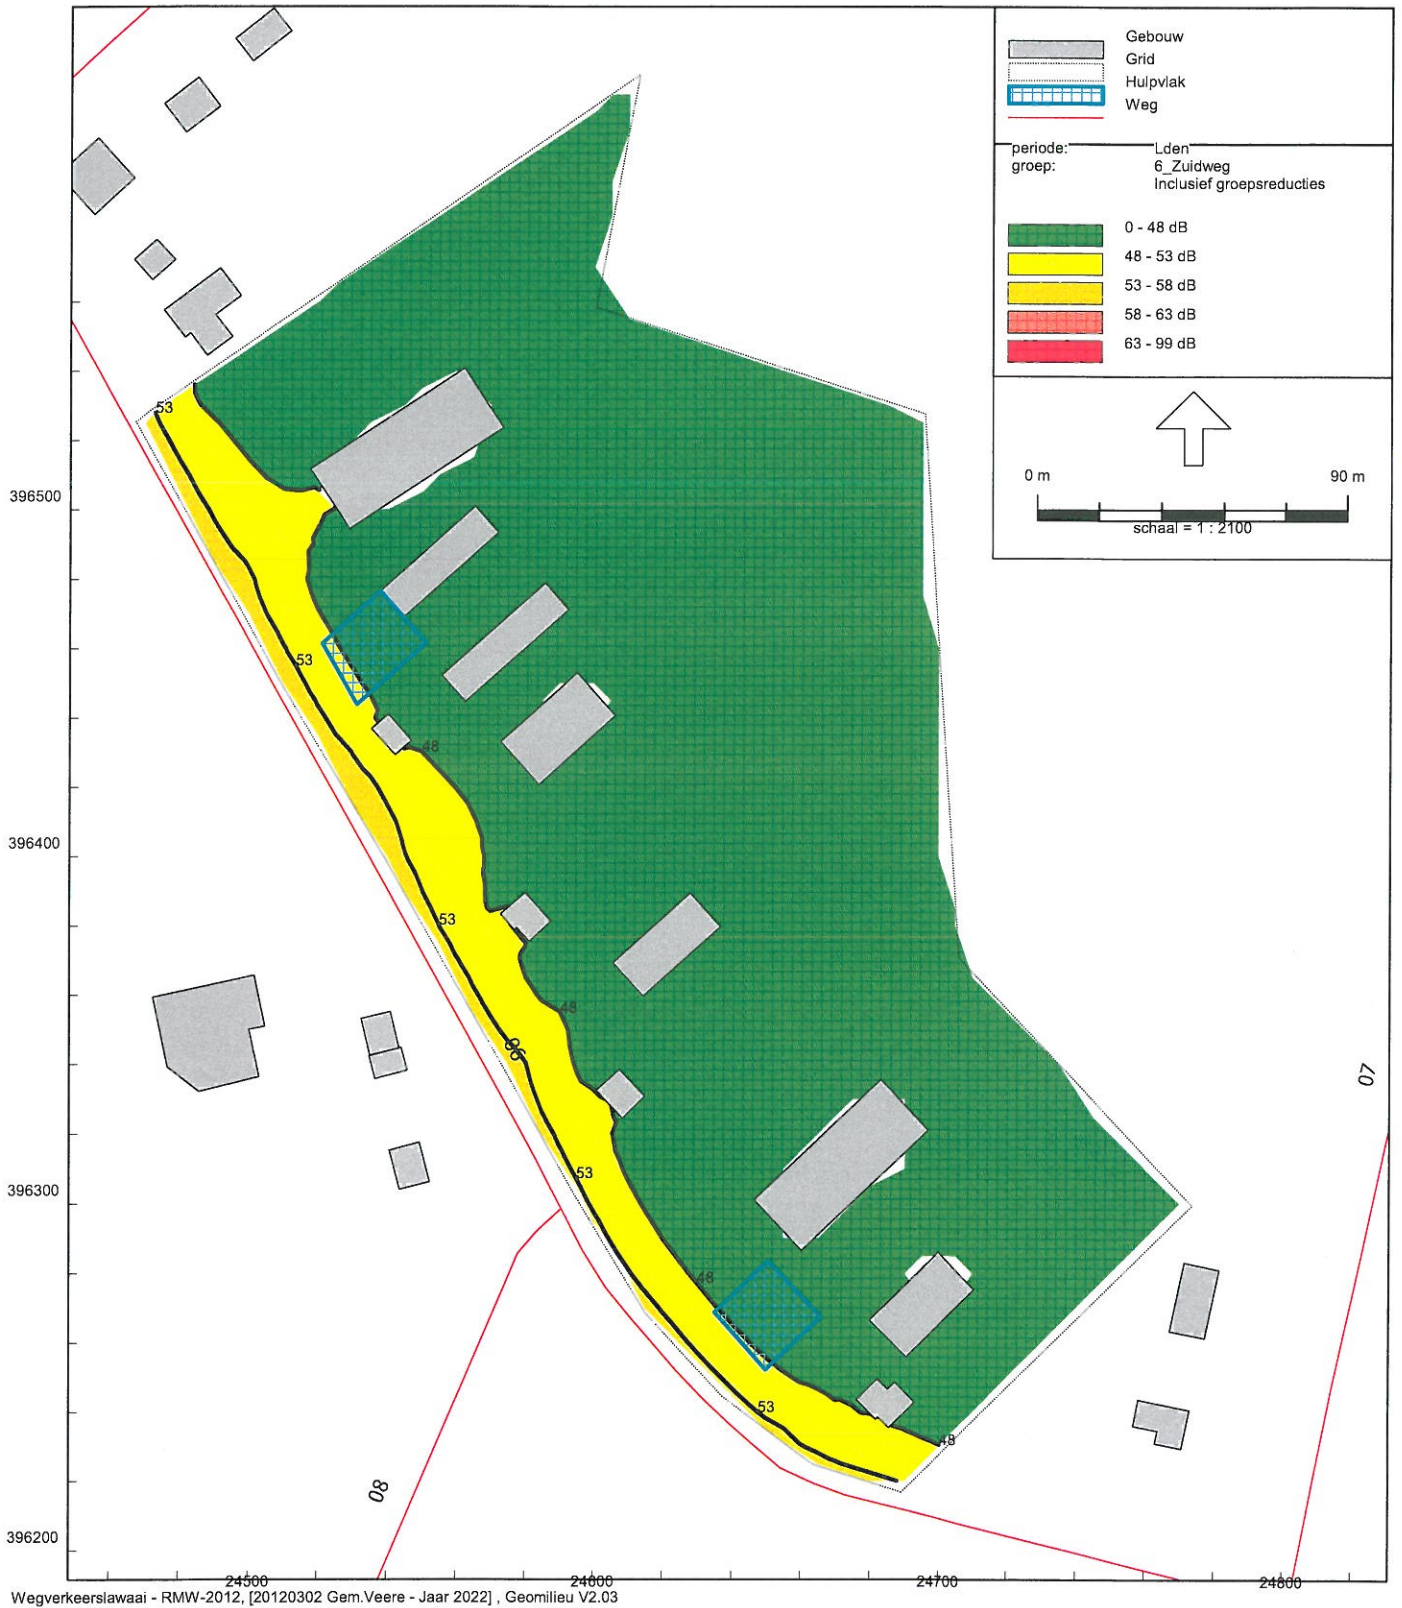 Gebouw
Grid
Hulpvlak
Weg
periode: Lden
groep: 6_Zuidweg
Inclusief groepsreducties
0 - 48 dB
48 - 53 dB
53 - 58 dB
58 - 63 dB
63 - 99 dB
0 m 90 m
schaal = 1 : 2100
53
396500
53
48
396400
53
48
06
07
53
396300
48
53
53
48
08
396200
24500 24600 24700 24800
Wegverkeerslawaai - RMW-2012, [20120302 Gem.Veere - Jaar 2022] , Geomilieu V2.03